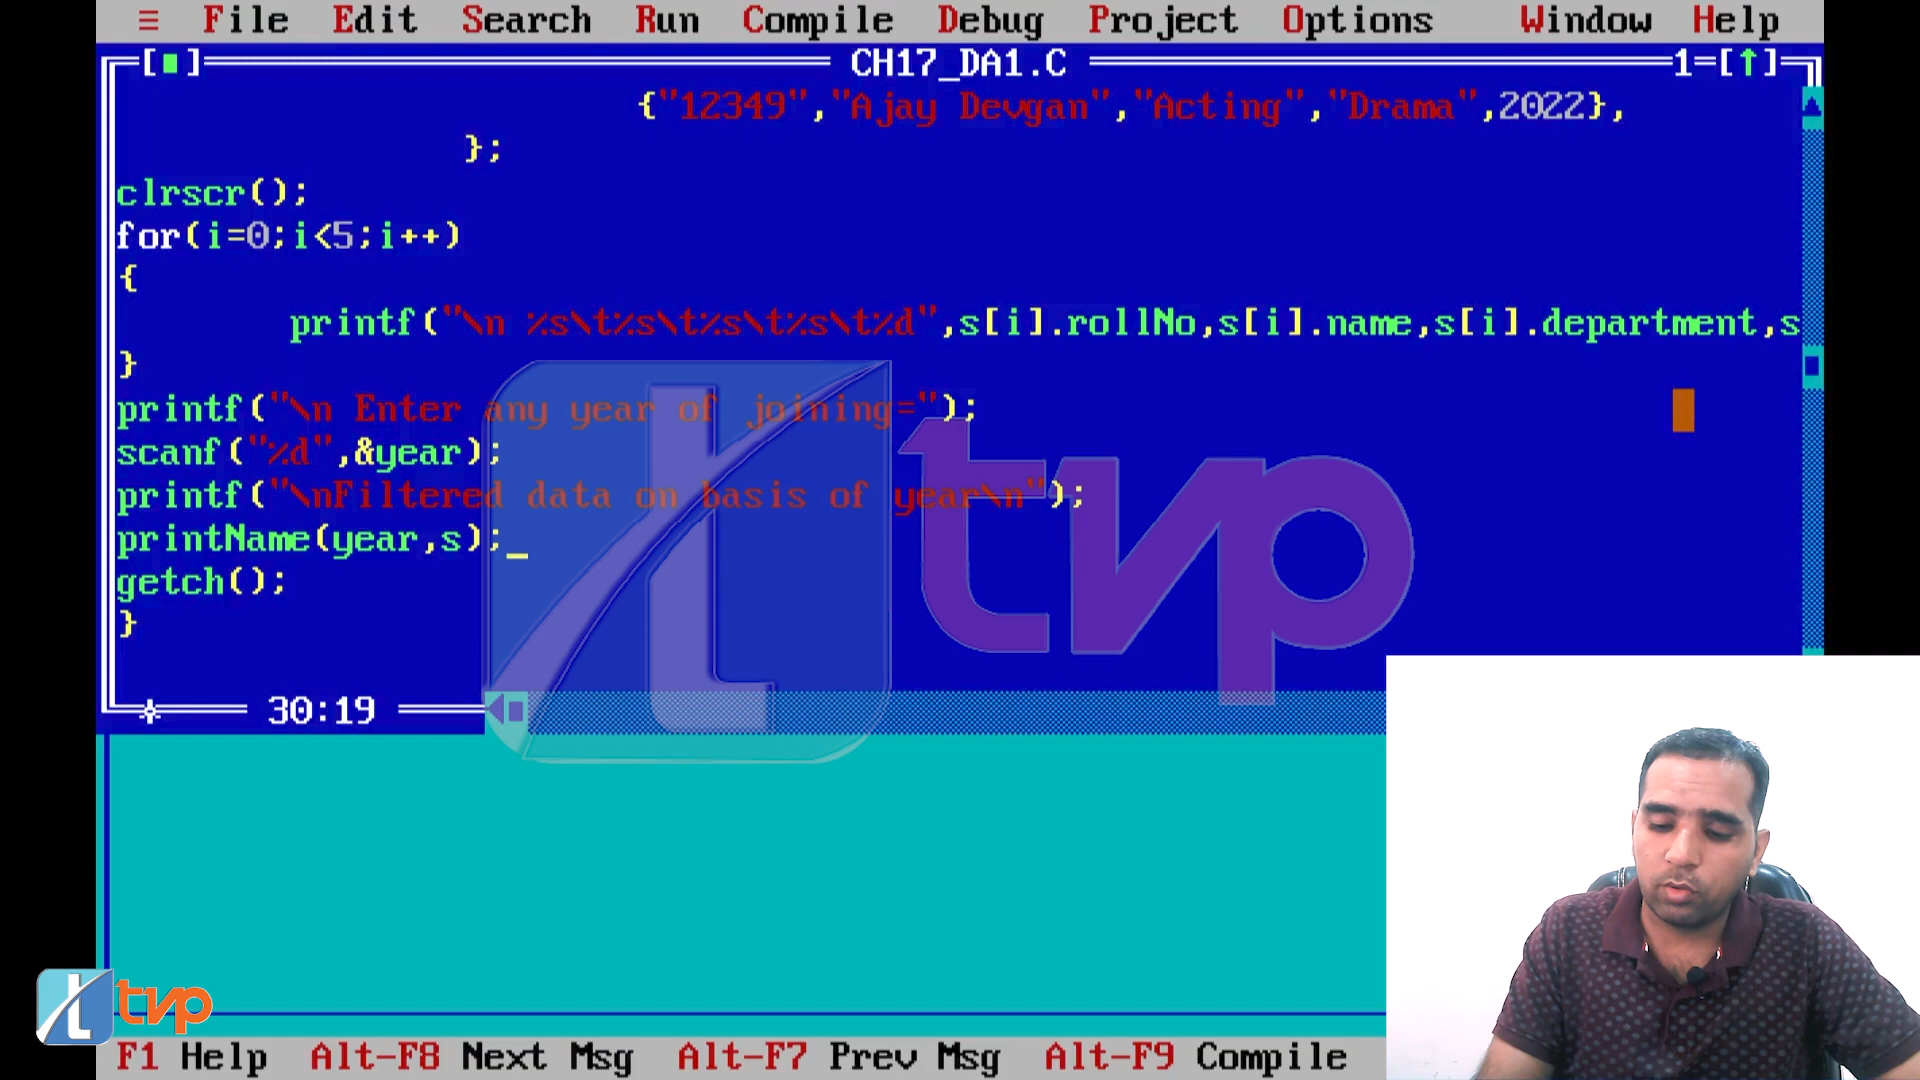 ≡ File Edit Search Run Compile Debug Project Options Window Help
[■] CH17_DA1.C 1=[↑]
{"12349","Ajay Devgan","Acting","Drama",2022},
};
clrscr();
for(i=0;i<5;i++)
{
printf("\n %s\t%s\t%s\t%s\t%d",s[i].rollNo,s[i].name,s[i].department,s
}
printf("\n Enter any year of joining=");
scanf("%d",&year);
printf("\nFiltered data on basis of year\n");
printName(year,s);_
getch();
}
tvp
30:19
tvp
F1 Help Alt-F8 Next Msg Alt-F7 Prev Msg Alt-F9 Compile